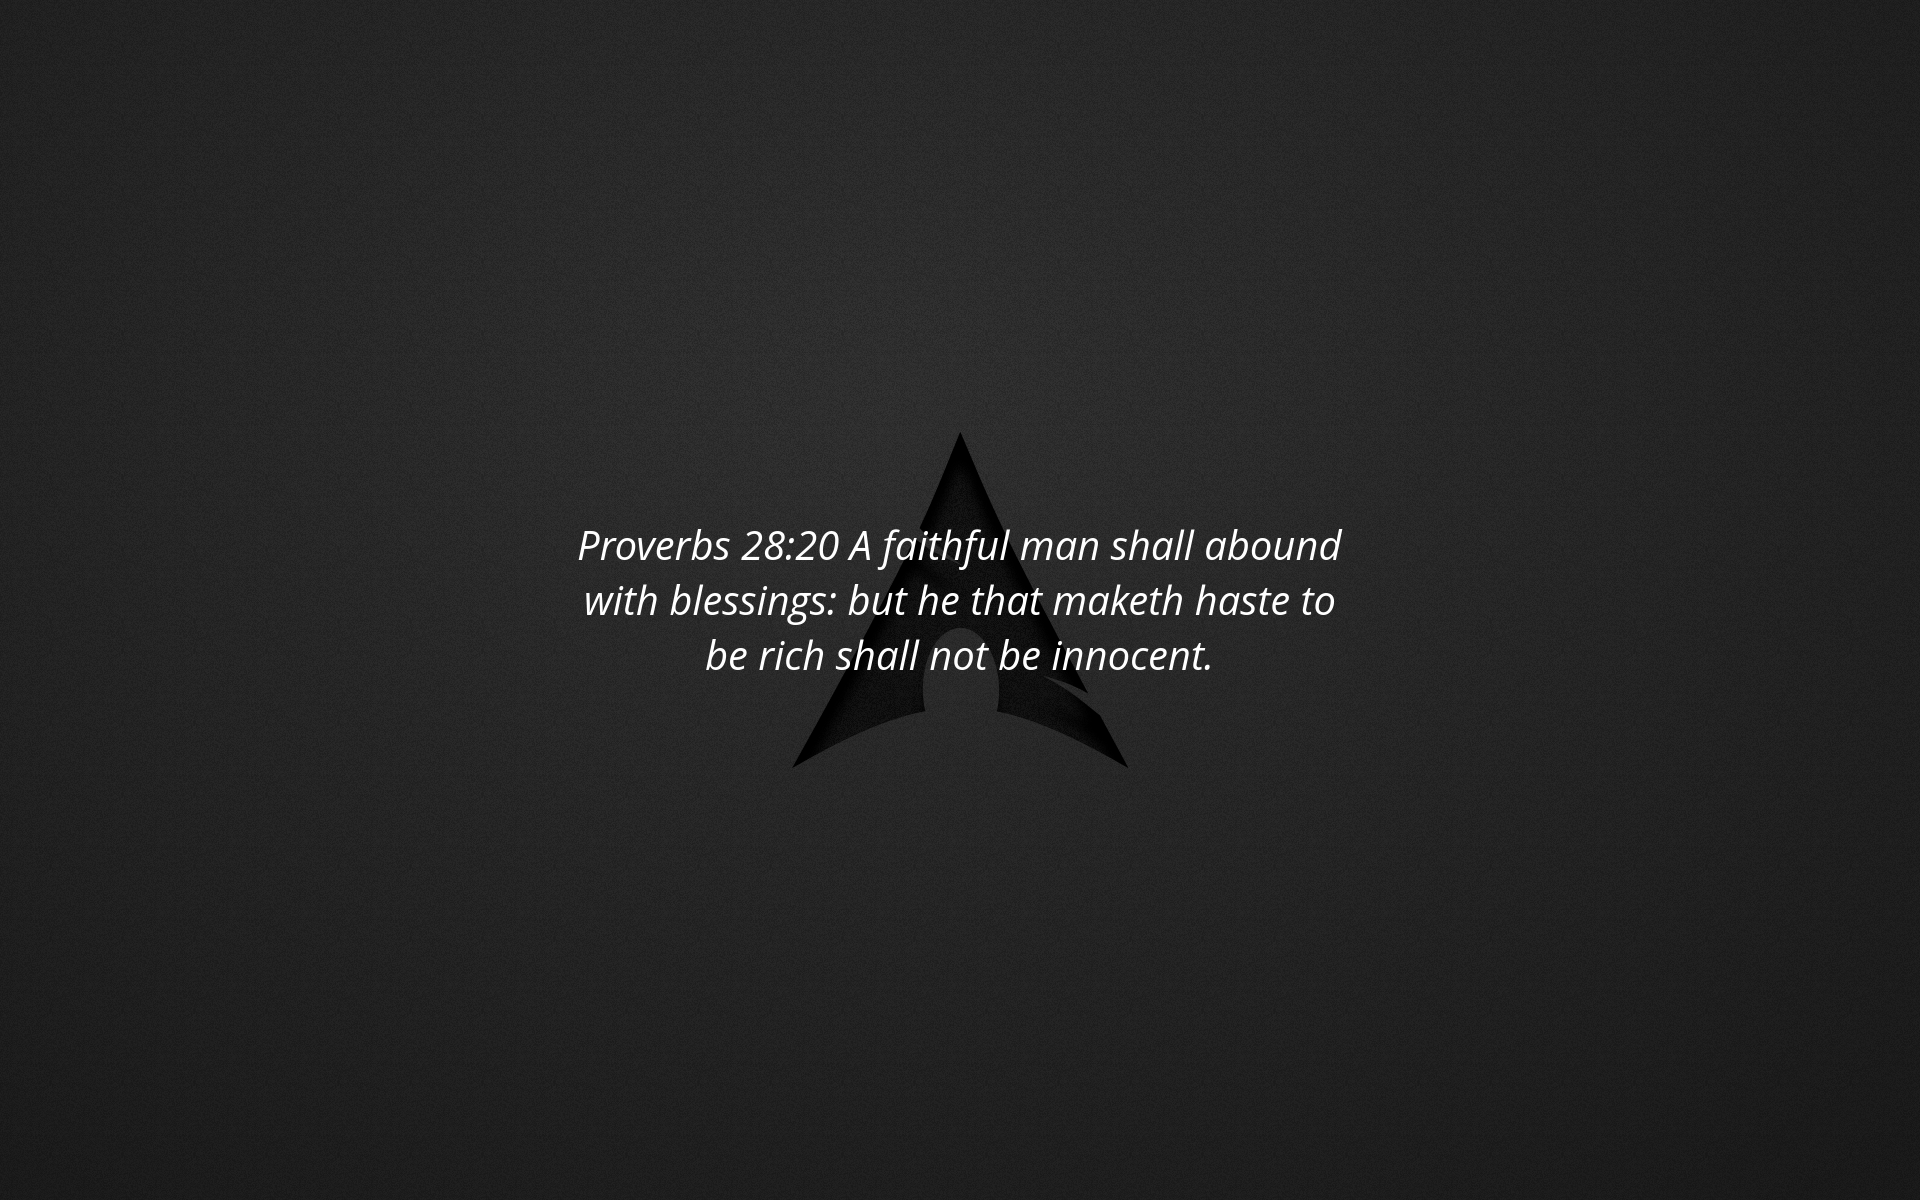 Proverbs 28:20 A faithful man shall abound
with blessings: but he that maketh haste to
be rich shall not be innocent.